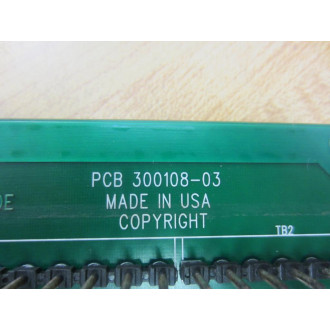 PCB 300108-03
MADE IN USA
COPYRIGHT
TB2